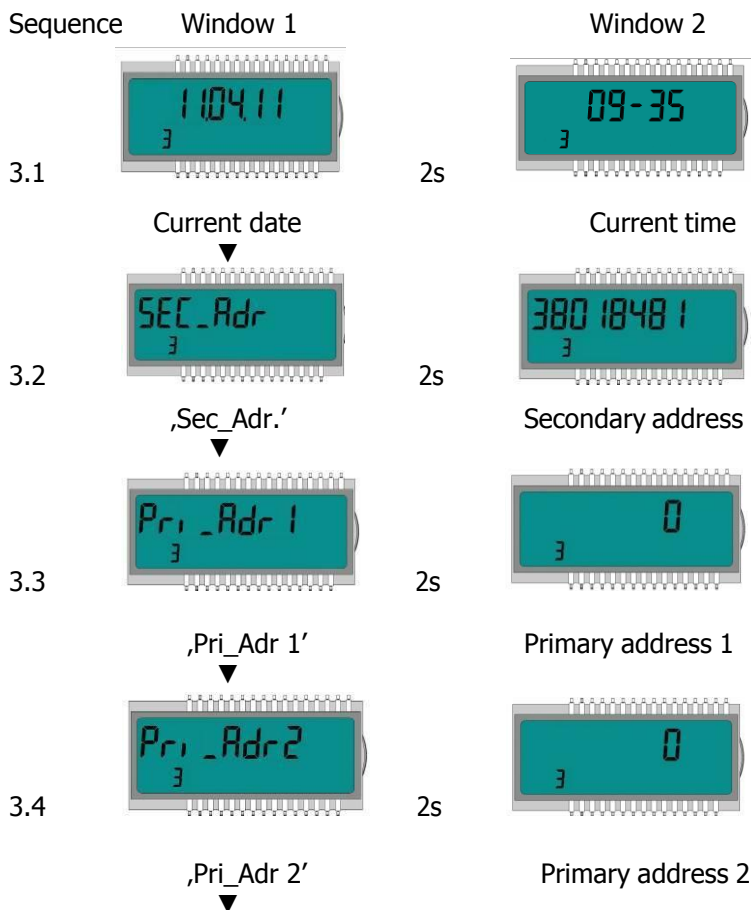 Sequence Window 1 Window 2
11.04.11 09-35
3 3
3.1 2s
Current date Current time
▼
SEC_Adr 38018481
3 3
3.2 2s
‚Sec_Adr.’ Secondary address
▼
Pri_Adr 1 0
3 3
3.3 2s
‚Pri_Adr 1’ Primary address 1
▼
Pri_Adr2 0
3 3
3.4 2s
‚Pri_Adr 2’ Primary address 2
▼